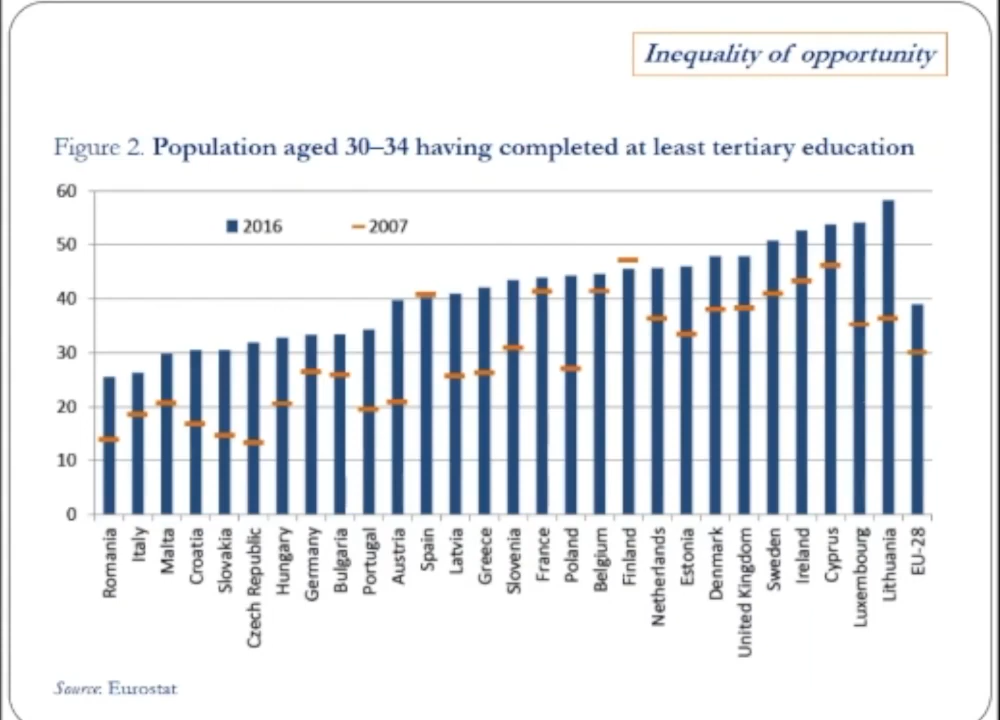 Inequality of opportunity
Figure 2. Population aged 30–34 having completed at least tertiary education
60
50
40
30
20
10
0
2016
2007
Romania
Italy
Malta
Croatia
Slovakia
Czech Republic
Hungary
Germany
Bulgaria
Portugal
Austria
Spain
Latvia
Greece
Slovenia
France
Poland
Belgium
Finland
Netherlands
Estonia
Denmark
United Kingdom
Sweden
Ireland
Cyprus
Luxembourg
Lithuania
EU-28
Source: Eurostat